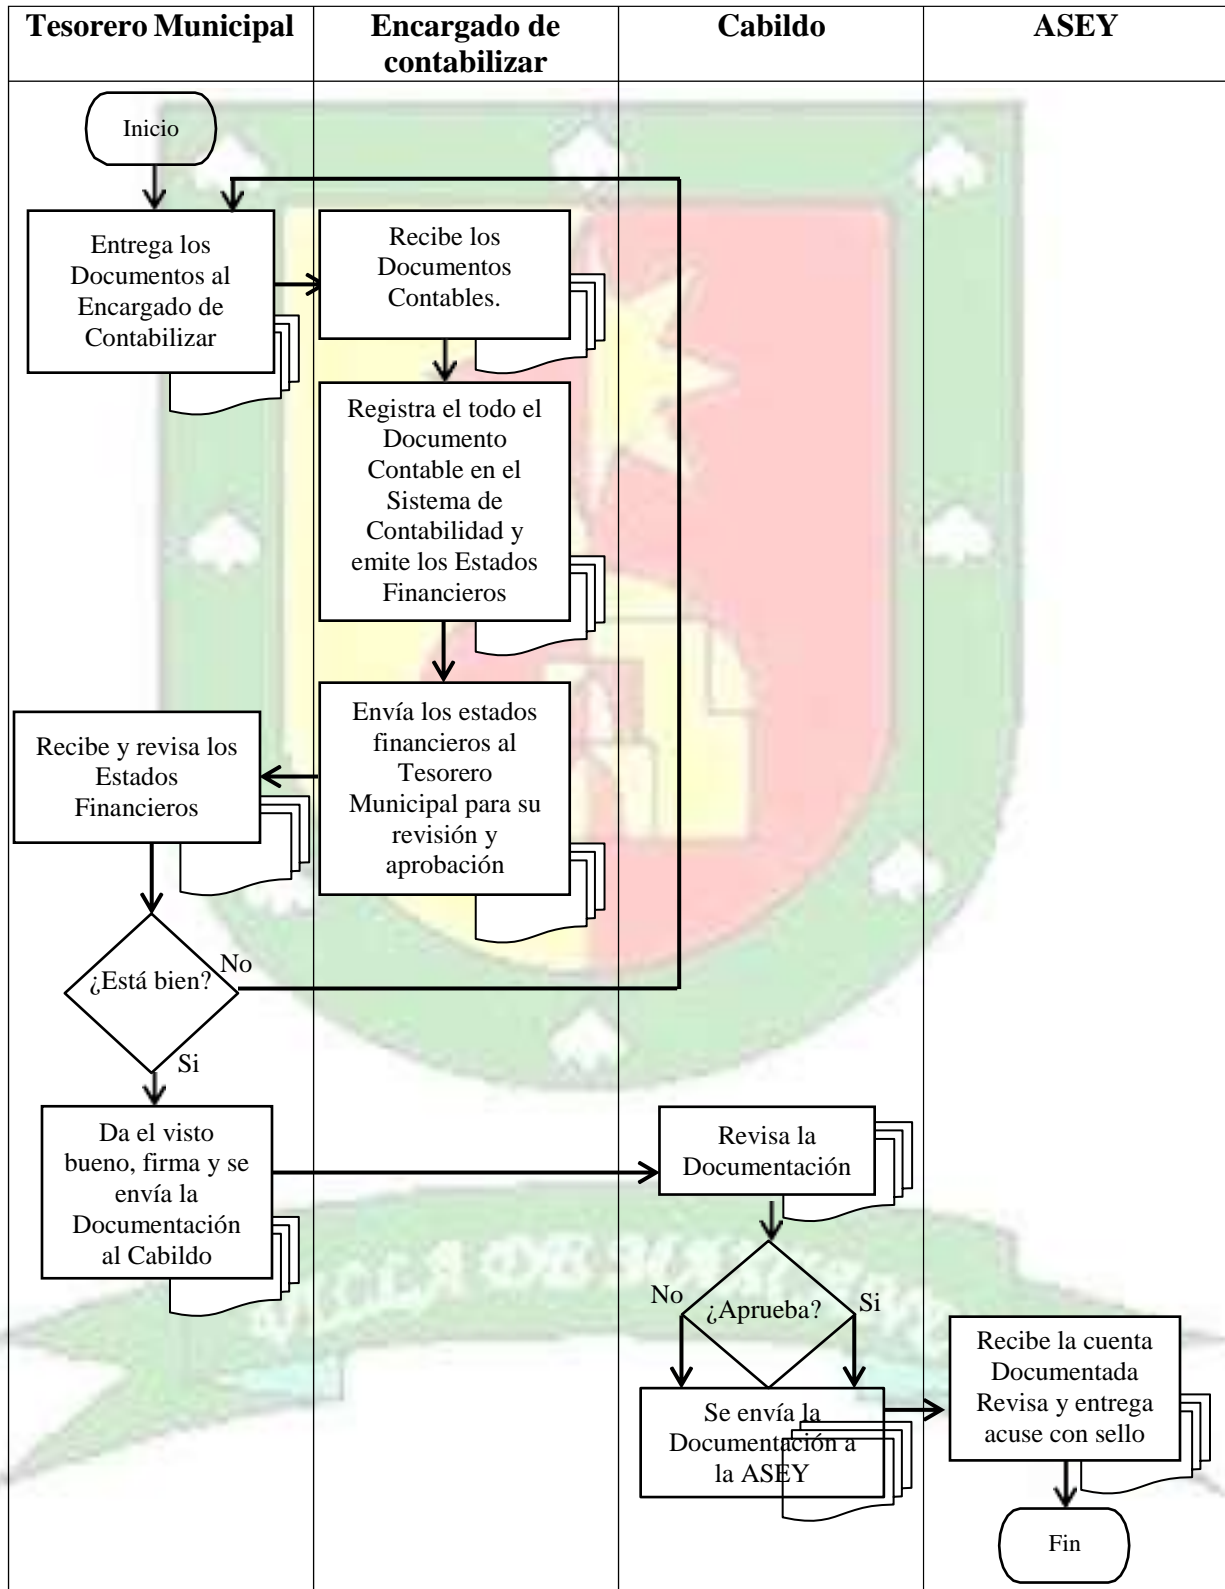 Tesorero Municipal
Encargado de
contabilizar
Cabildo
ASEY
Inicio
Entrega los
Documentos al
Encargado de
Contabilizar
Recibe los
Documentos
Contables.
Registra el todo el
Documento
Contable en el
Sistema de
Contabilidad y
emite los Estados
Financieros
Envía los estados
financieros al
Tesorero
Municipal para su
revisión y
aprobación
Recibe y revisa los
Estados
Financieros
¿Está bien?
No
Si
Da el visto
bueno, firma y se
envía la
Documentación
al Cabildo
Revisa la
Documentación
No
¿Aprueba?
Si
Se envía la
Documentación a
la ASEY
Recibe la cuenta
Documentada
Revisa y entrega
acuse con sello
Fin